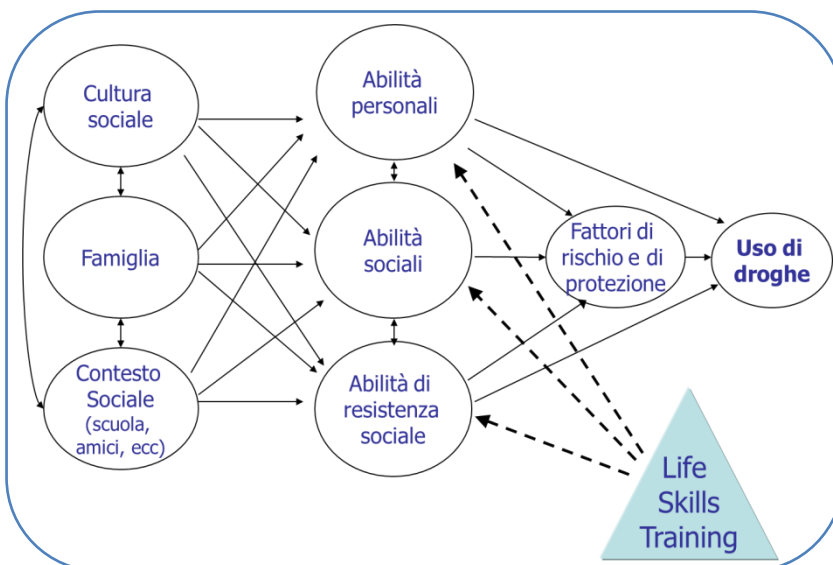 Cultura
sociale
Famiglia
Contesto
Sociale
(scuola,
amici, ecc)
Abilità
personali
Abilità
sociali
Abilità di
resistenza
sociale
Fattori di
rischio e di
protezione
Uso di
droghe
Life
Skills
Training